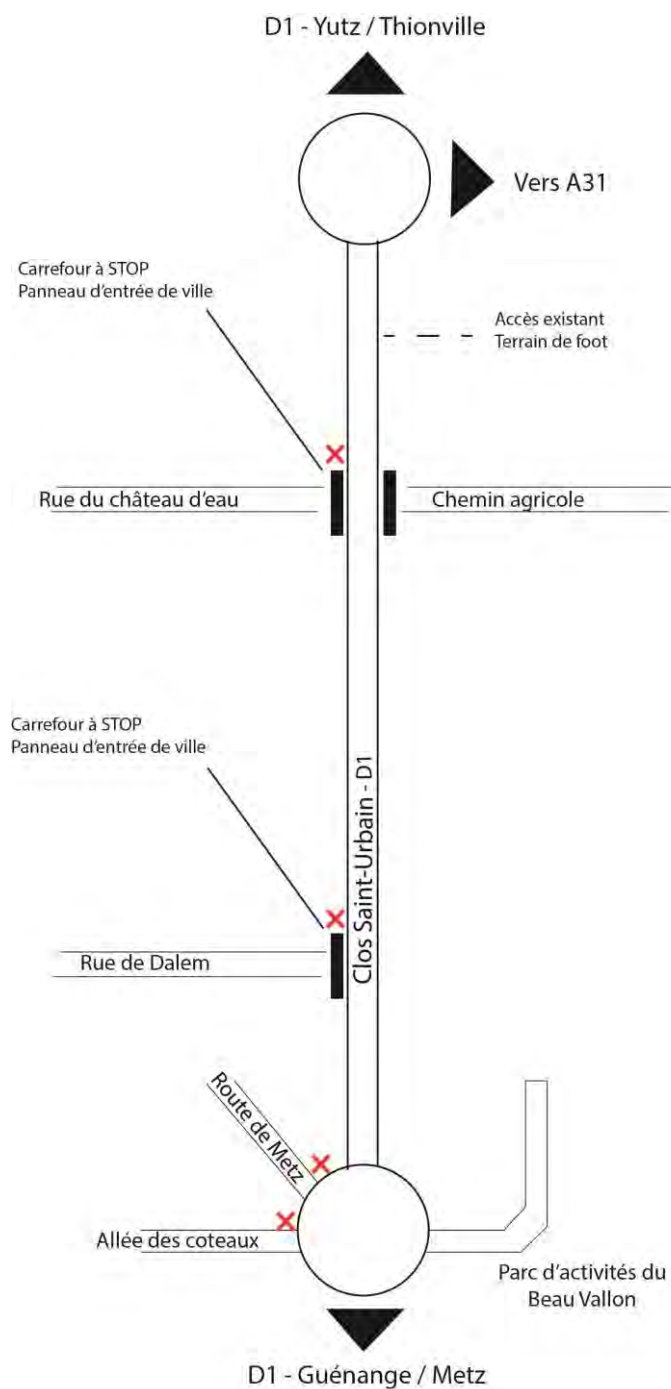 D1 - Yutz / Thionville
Vers A31
Carrefour à STOP
Panneau d'entrée de ville
Accès existant
Terrain de foot
Rue du château d'eau
Chemin agricole
Carrefour à STOP
Panneau d'entrée de ville
Clos Saint-Urbain - D1
Rue de Dalem
Route de Metz
Allée des coteaux
Parc d'activités du
Beau Vallon
D1 - Guénange / Metz